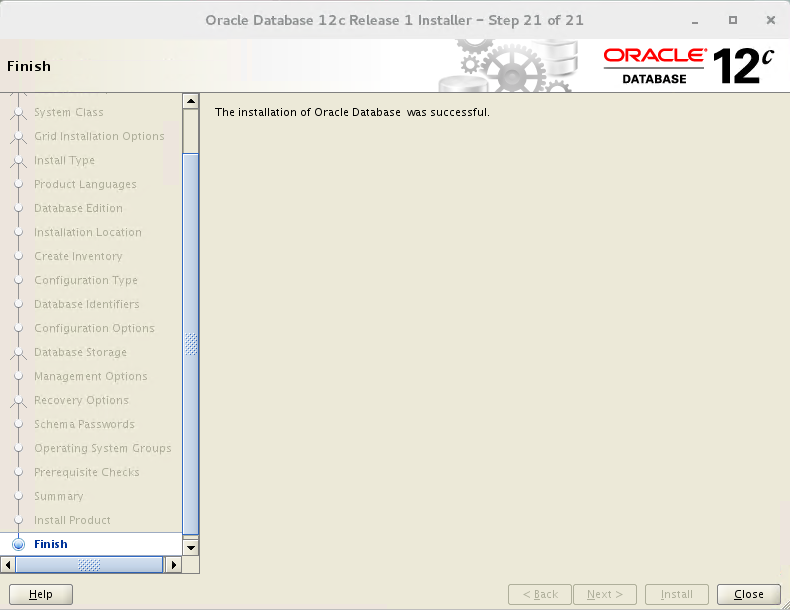 Oracle Database 12c Release 1 Installer – Step 21 of 21
Finish
ORACLE®
DATABASE
12c
System Class
Grid Installation Options
Install Type
Product Languages
Database Edition
Installation Location
Create Inventory
Configuration Type
Database Identifiers
Configuration Options
Database Storage
Management Options
Recovery Options
Schema Passwords
Operating System Groups
Prerequisite Checks
Summary
Install Product
Finish
The installation of Oracle Database  was successful.
Help
< Back
Next >
Install
Close